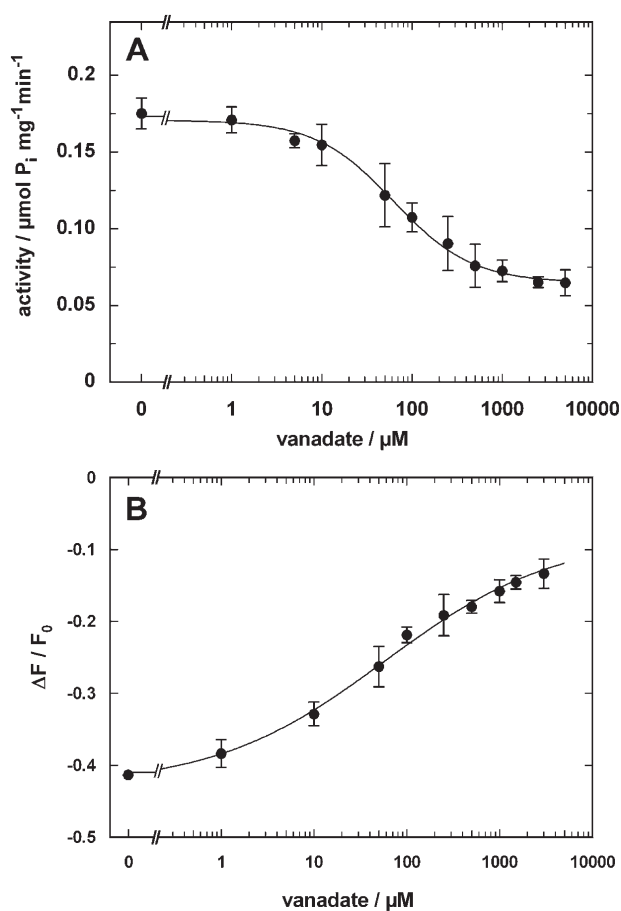 A
0.2
0.15
0.1
0.05
0
activity / µmol Pi mg-1min-1
0 1 10 100 1000 10000
vanadate / µM
B
0
-0.1
-0.2
-0.3
-0.4
-0.5
ΔF / F0
0 1 10 100 1000 10000
vanadate / µM